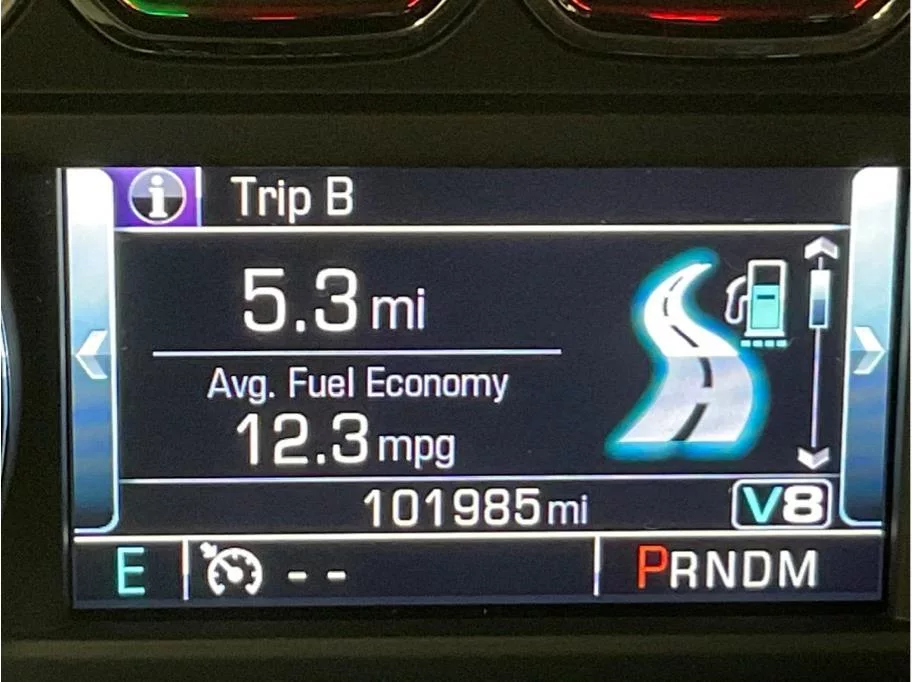 i Trip B
5.3 mi
Avg. Fuel Economy
12.3 mpg
101985 mi V8
E -- PRNDM